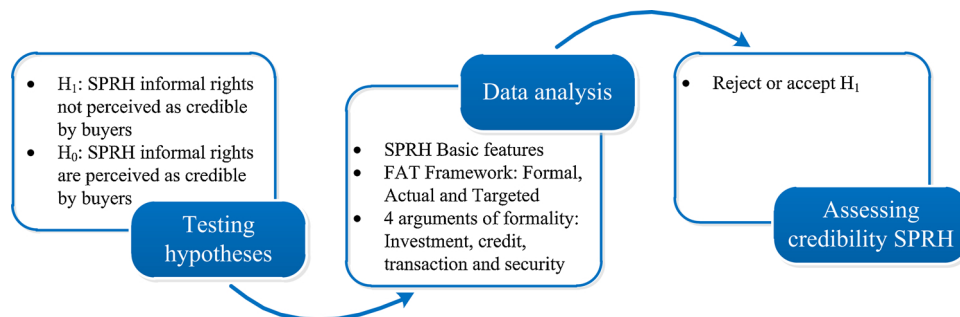 • H₁: SPRH informal rights
not perceived as credible
by buyers
• H₀: SPRH informal rights
are perceived as credible
by buyers
Testing
hypotheses
Data analysis
• SPRH Basic features
• FAT Framework: Formal,
Actual and Targeted
• 4 arguments of formality:
Investment, credit,
transaction and security
• Reject or accept H₁
Assessing
credibility SPRH